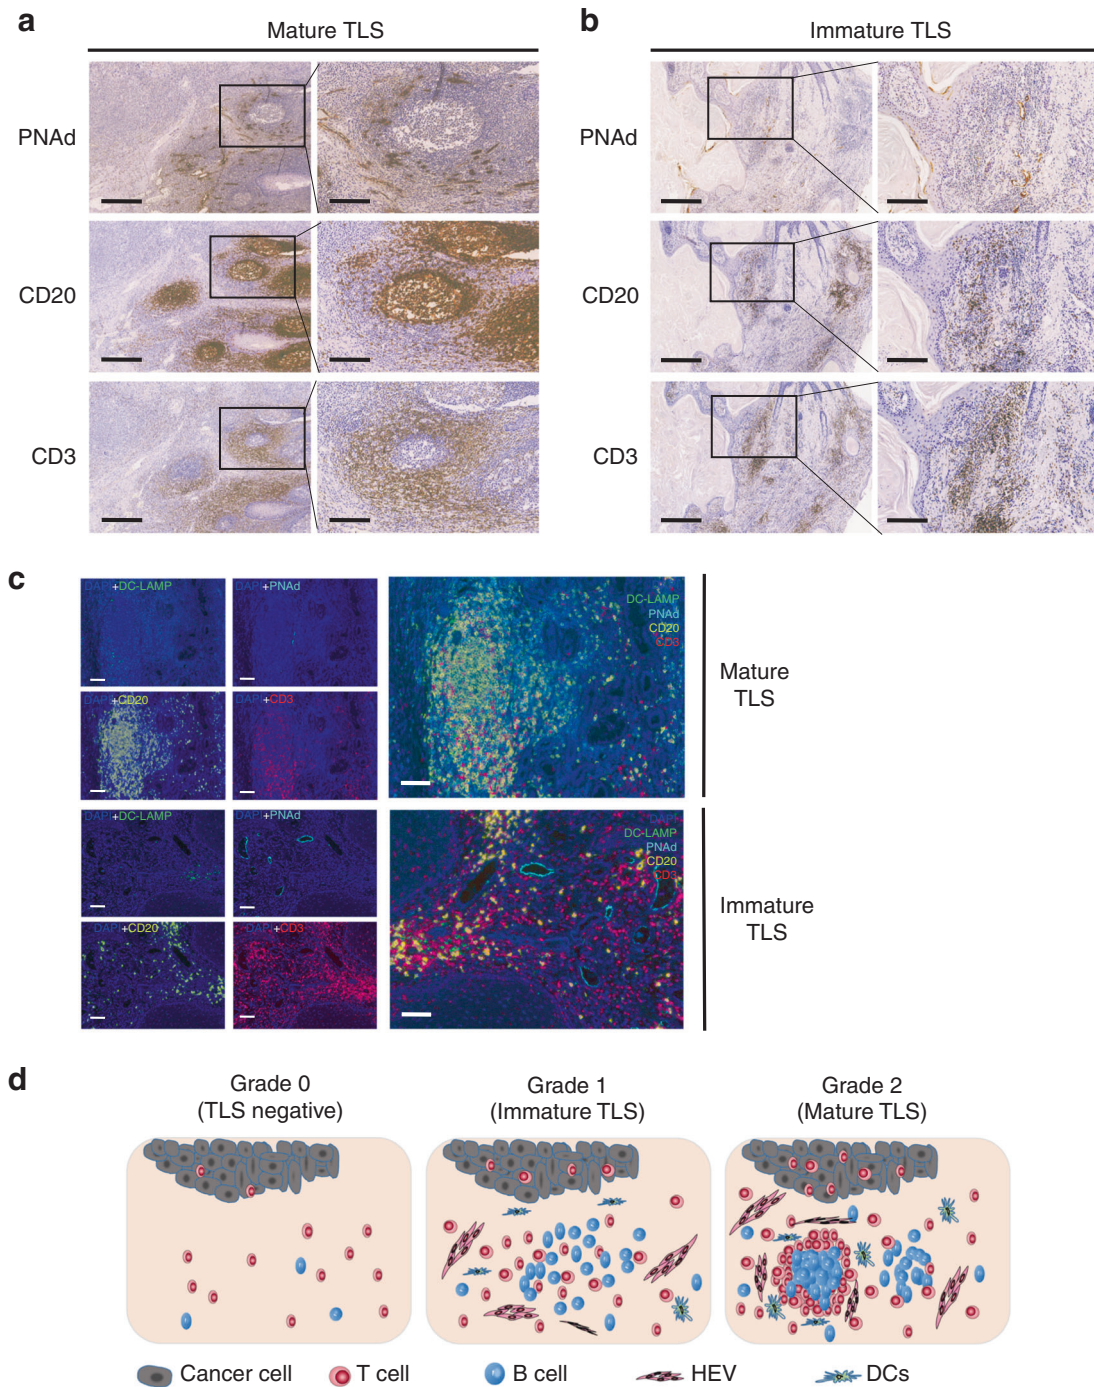 a
Mature TLS
PNAd
CD20
CD3
b
Immature TLS
PNAd
CD20
CD3
c
DAPI+DC-LAMP
DAPI+PNAd
DAPI+CD20
DAPI+CD3
DC-LAMP
PNAd
CD20
CD3
Mature
TLS
DAPI+DC-LAMP
DAPI+PNAd
DAPI+CD20
DAPI+CD3
DAPI
DC-LAMP
PNAd
CD20
CD3
Immature
TLS
d
Grade 0
(TLS negative)
Grade 1
(Immature TLS)
Grade 2
(Mature TLS)
Cancer cell
T cell
B cell
HEV
DCs